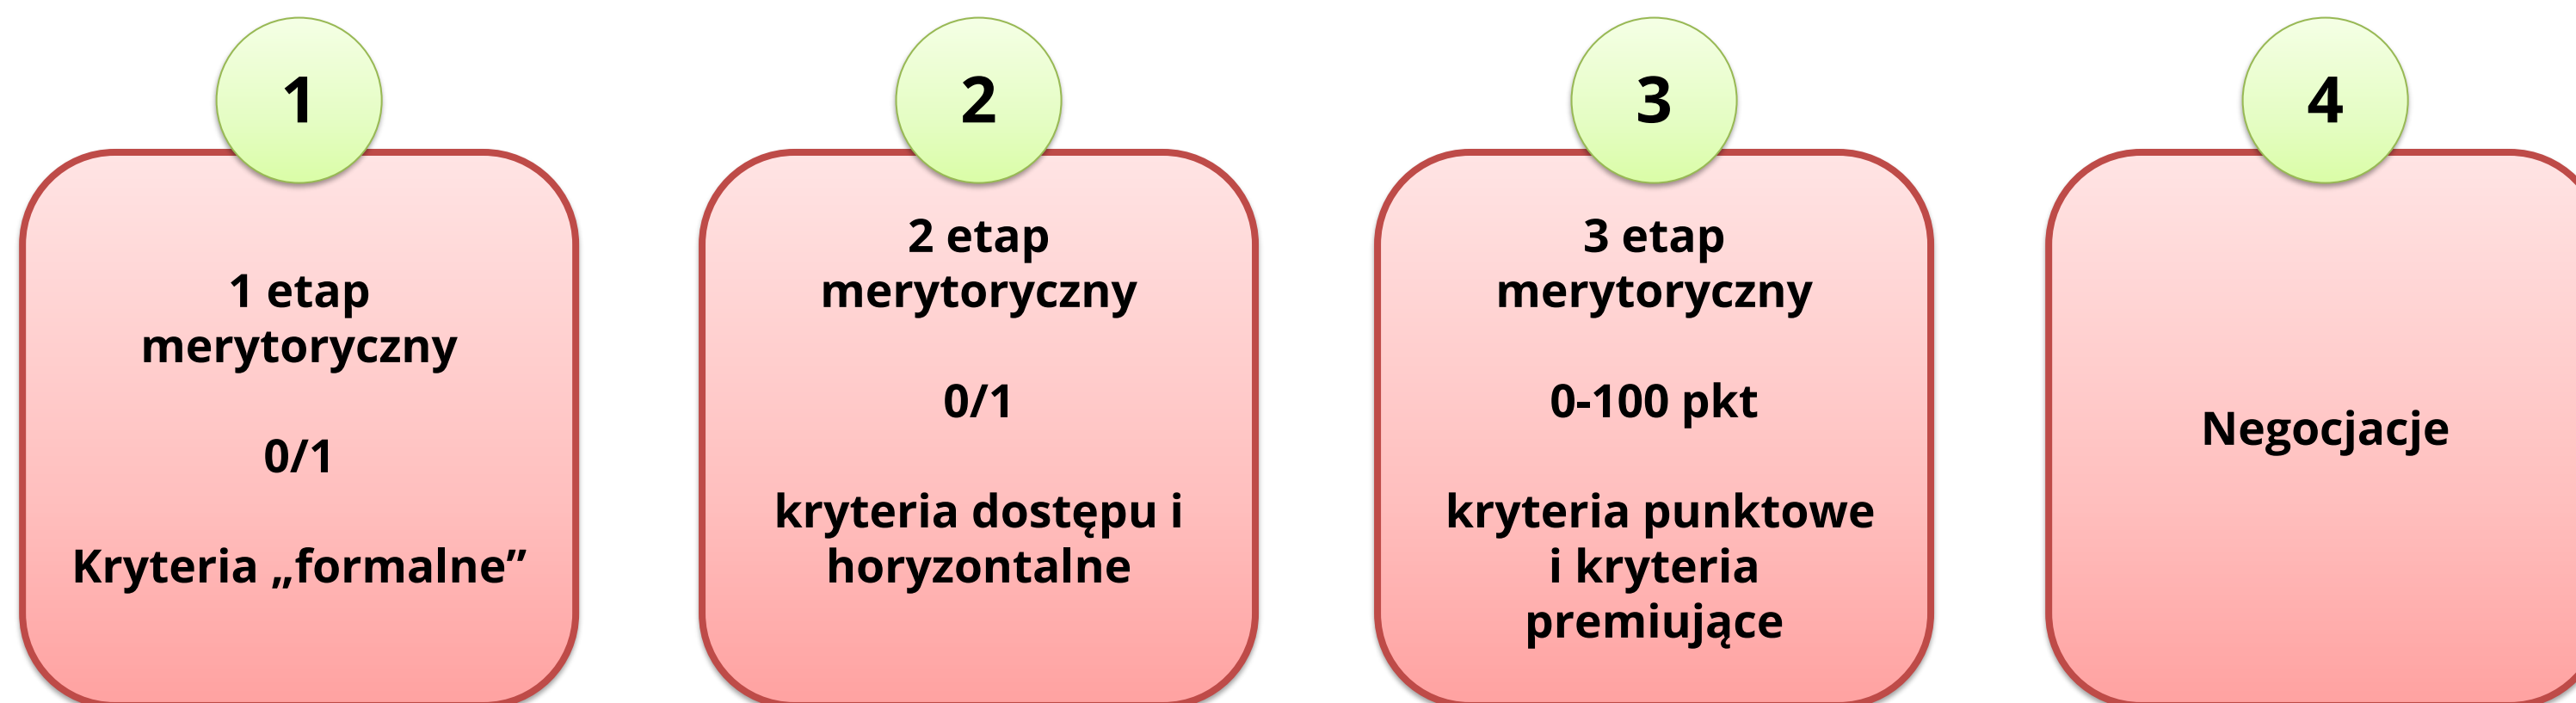 1
1 etap
merytoryczny
0/1
Kryteria „formalne”
2
2 etap
merytoryczny
0/1
kryteria dostępu i
horyzontalne
3
3 etap
merytoryczny
0-100 pkt
kryteria punktowe
i kryteria
premiujące
4
Negocjacje